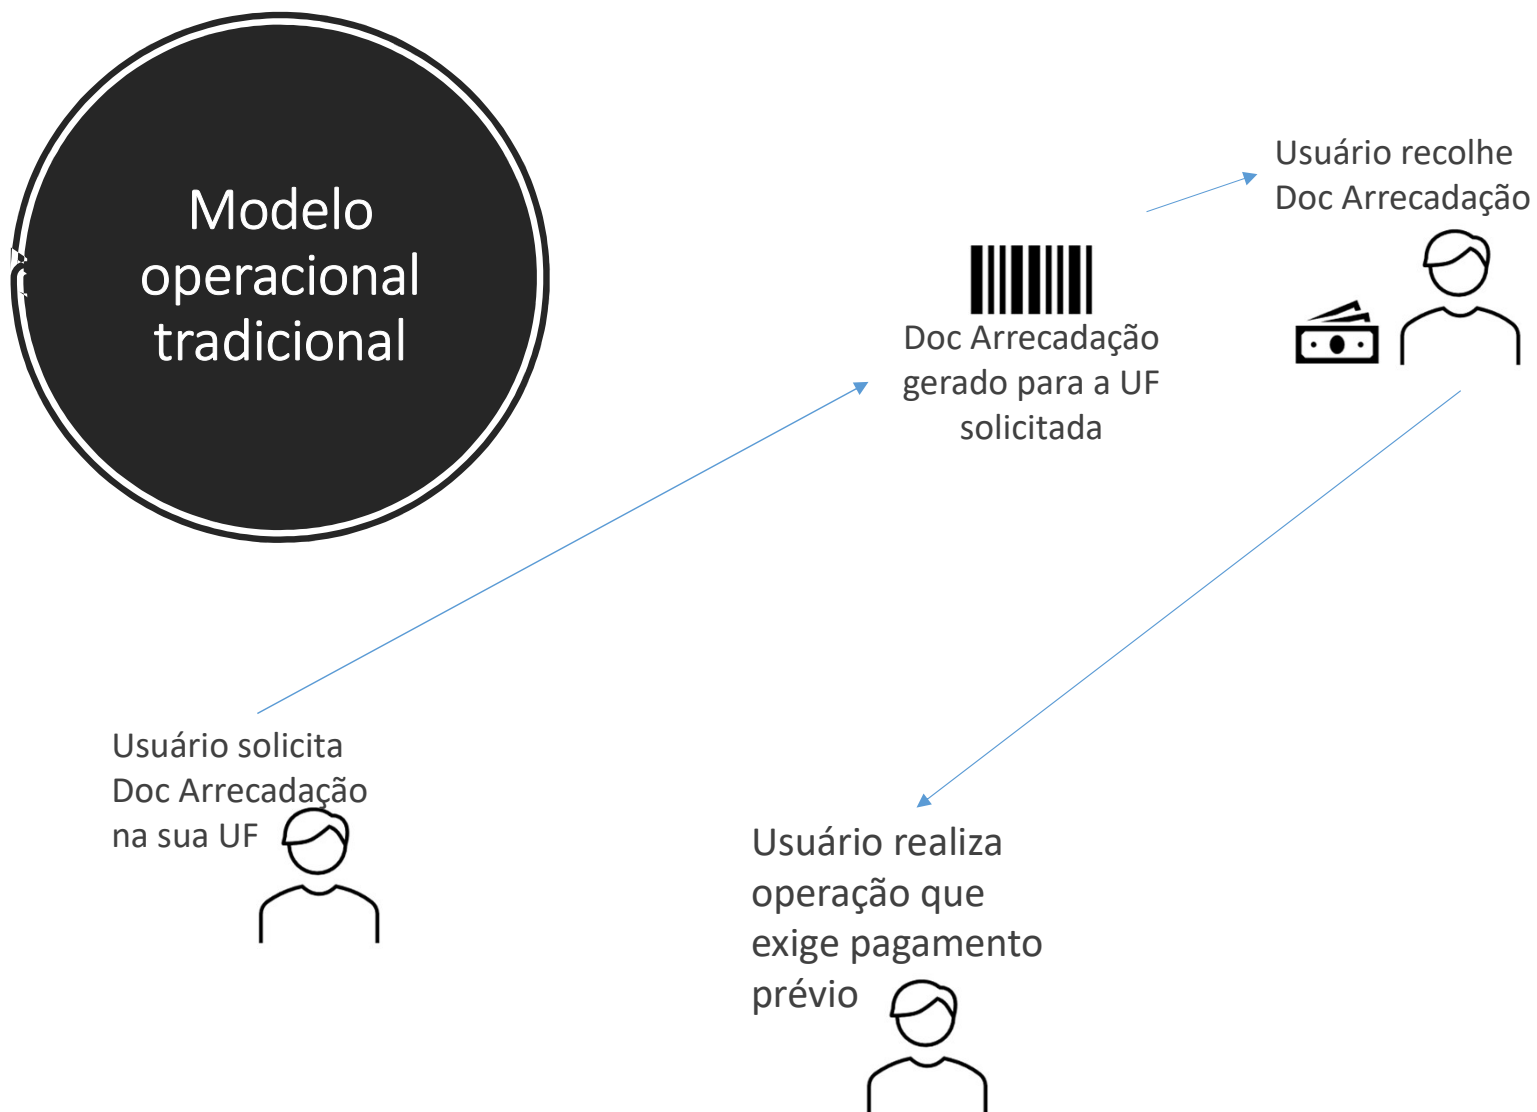 Modelo
operacional
tradicional
Usuário solicita
Doc Arrecadação
na sua UF
Doc Arrecadação
gerado para a UF
solicitada
Usuário recolhe
Doc Arrecadação
Usuário realiza
operação que
exige pagamento
prévio